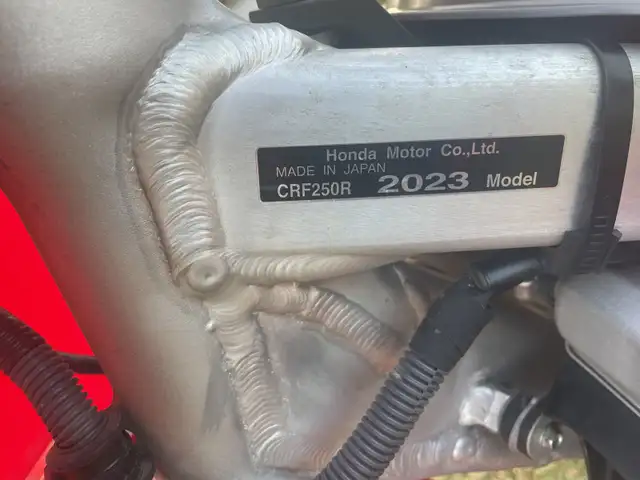 Honda Motor Co.,Ltd.
MADE IN JAPAN
CRF250R 2023 Model